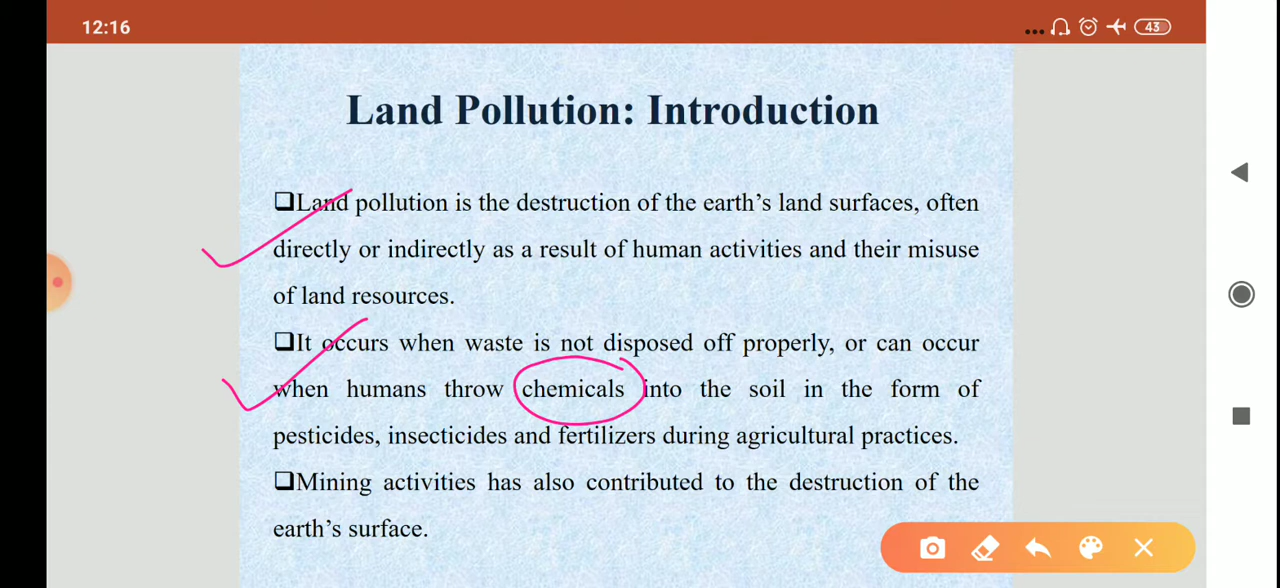 12:16
43
Land Pollution: Introduction
❑Land pollution is the destruction of the earth’s land surfaces, often
directly or indirectly as a result of human activities and their misuse
of land resources.
❑It occurs when waste is not disposed off properly, or can occur
when humans throw chemicals into the soil in the form of
pesticides, insecticides and fertilizers during agricultural practices.
❑Mining activities has also contributed to the destruction of the
earth’s surface.